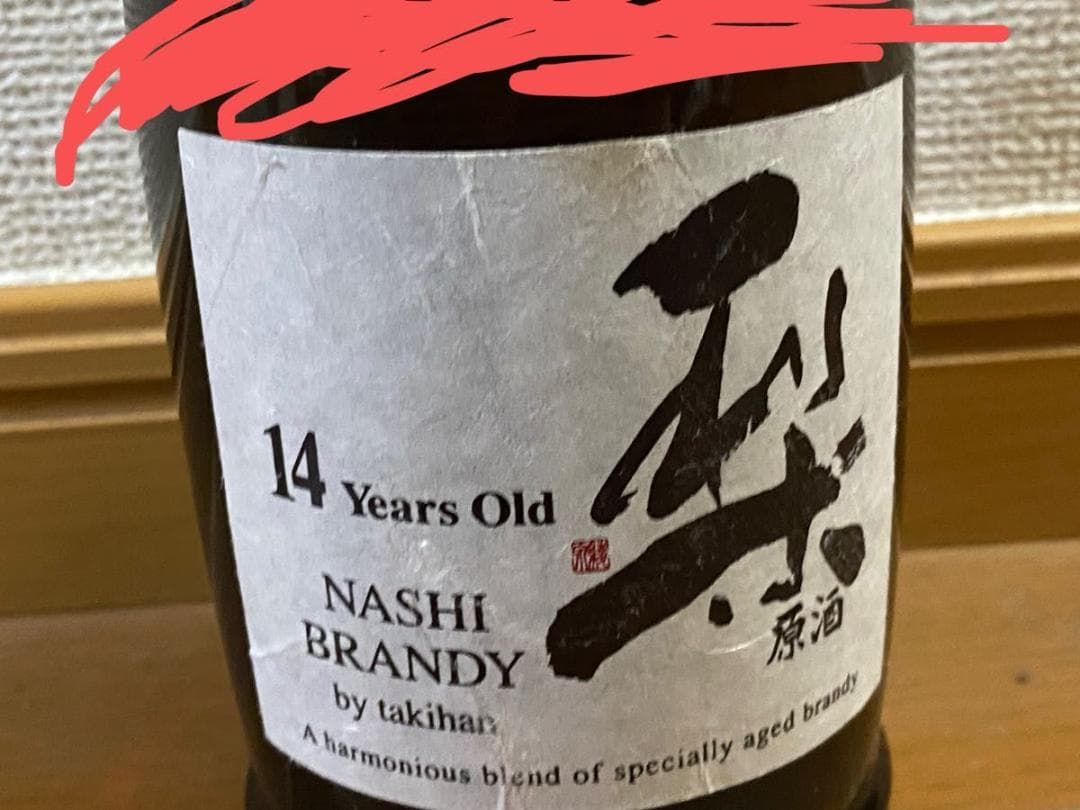 梨
原酒
14 Years Old
NASHI
BRANDY
by takihan
A harmonious blend of specially aged brandy